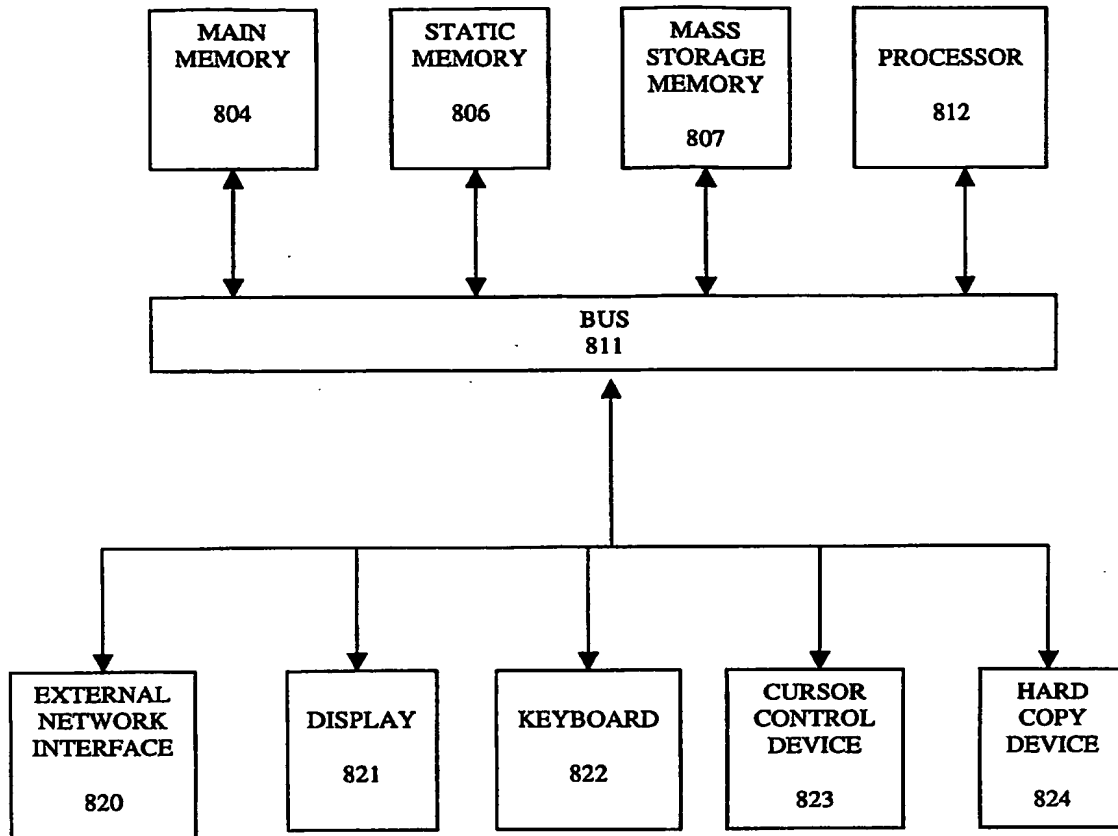 MAIN
MEMORY
804
STATIC
MEMORY
806
MASS
STORAGE
MEMORY
807
PROCESSOR
812
BUS
811
EXTERNAL
NETWORK
INTERFACE
820
DISPLAY
821
KEYBOARD
822
CURSOR
CONTROL
DEVICE
823
HARD
COPY
DEVICE
824